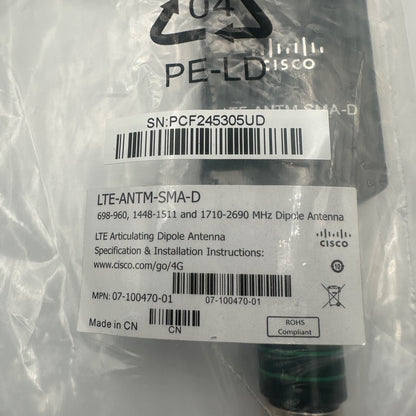 04
PE-LD
CISCO
LTE-ANTM-SMA-D
SN:PCF245305UD
LTE-ANTM-SMA-D
698-960, 1448-1511 and 1710-2690 MHz Dipole Antenna
LTE Articulating Dipole Antenna
CISCO
Specification & Installation Instructions:
www.cisco.com/go/4G
10
MPN: 07-100470-01
07-100470-01
Made in CN
CN
ROHS
Compliant